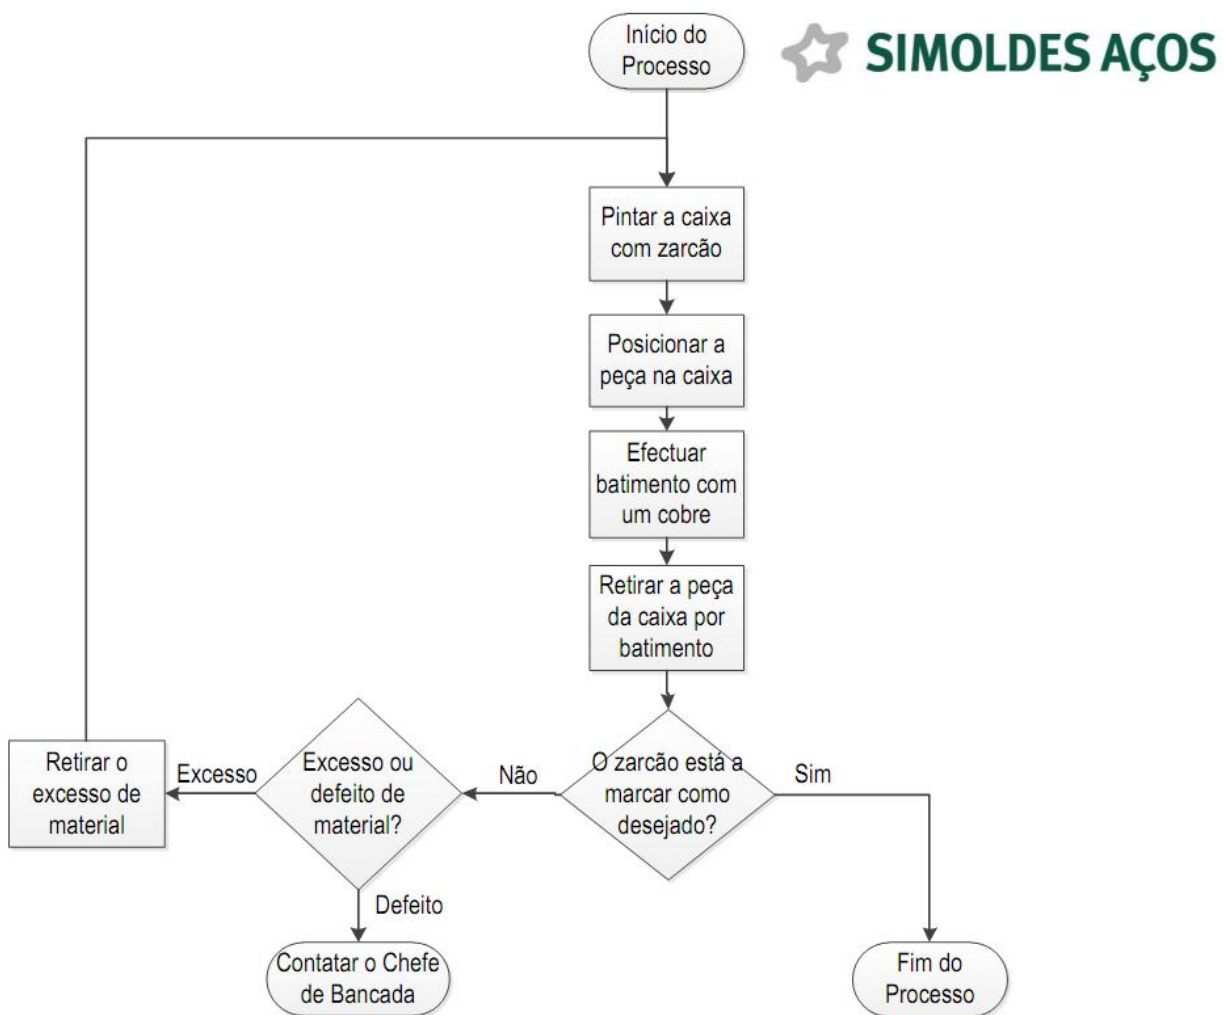 Início do
Processo
SIMOLDES AÇOS
Pintar a caixa
com zarcão
Posicionar a
peça na caixa
Efectuar
batimento com
um cobre
Retirar a peça
da caixa por
batimento
O zarcão está a
marcar como
desejado?
Sim
Não
Excesso ou
defeito de
material?
Excesso
Retirar o
excesso de
material
Defeito
Contatar o Chefe
de Bancada
Fim do
Processo